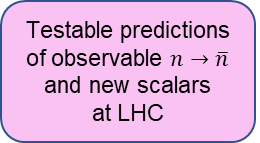 Testable predictions
of observable 𝑛 → 𝑛̄
and new scalars
at LHC